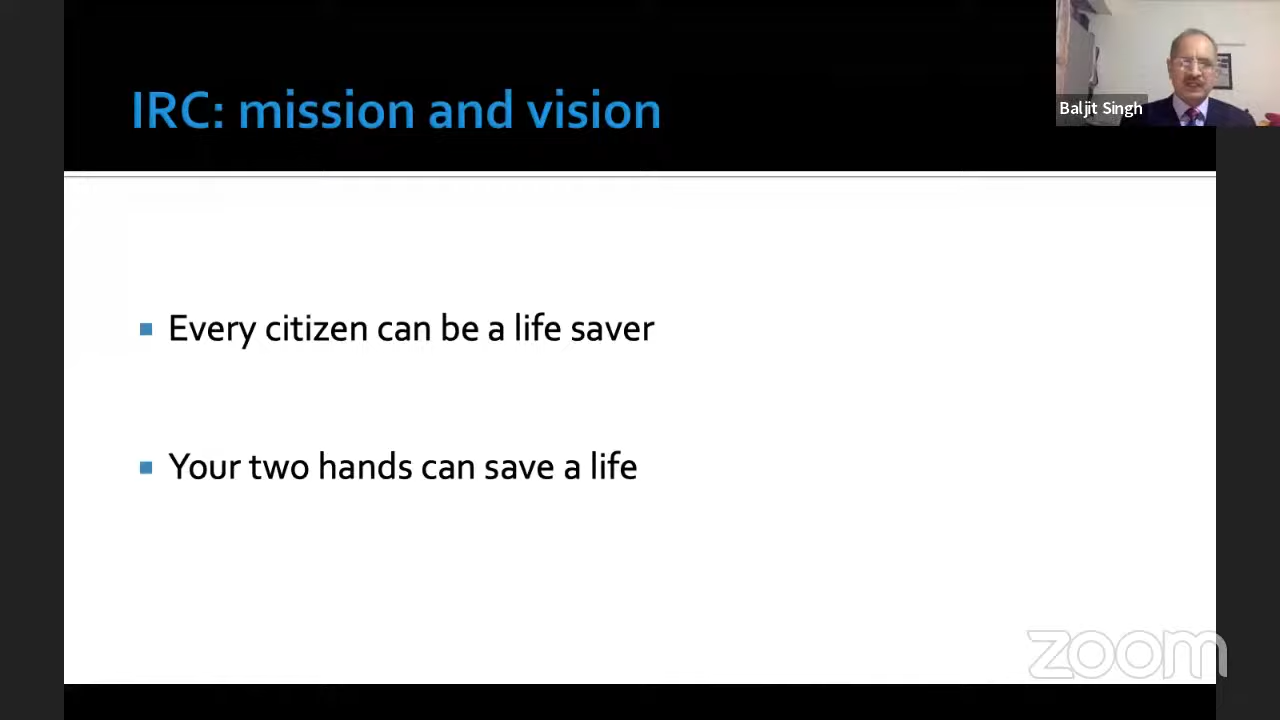 IRC: mission and vision
Baljit Singh
Every citizen can be a life saver
Your two hands can save a life
zoom